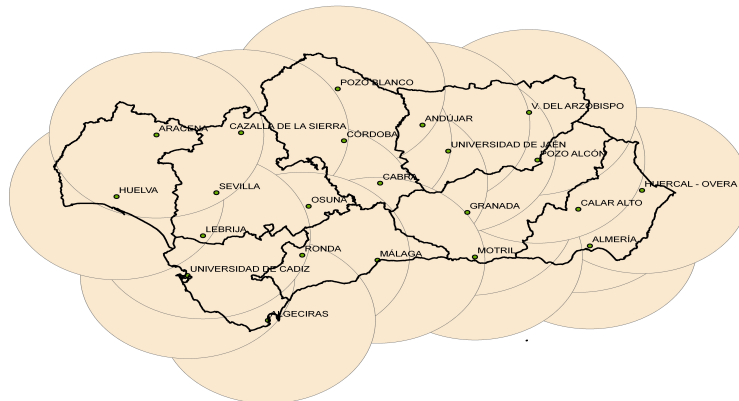 POZO BLANCO
V. DEL ARZOBISPO
ARACENA
CAZALLA DE LA SIERRA
ANDÚJAR
CÓRDOBA
UNIVERSIDAD DE JAÉN
POZO ALCÓN
CABRA
HUELVA
SEVILLA
HUERCAL - OVERA
OSUNA
GRANADA
CALAR ALTO
LEBRIJA
ALMERÍA
RONDA
MÁLAGA
MOTRIL
UNIVERSIDAD DE CADIZ
ALGECIRAS